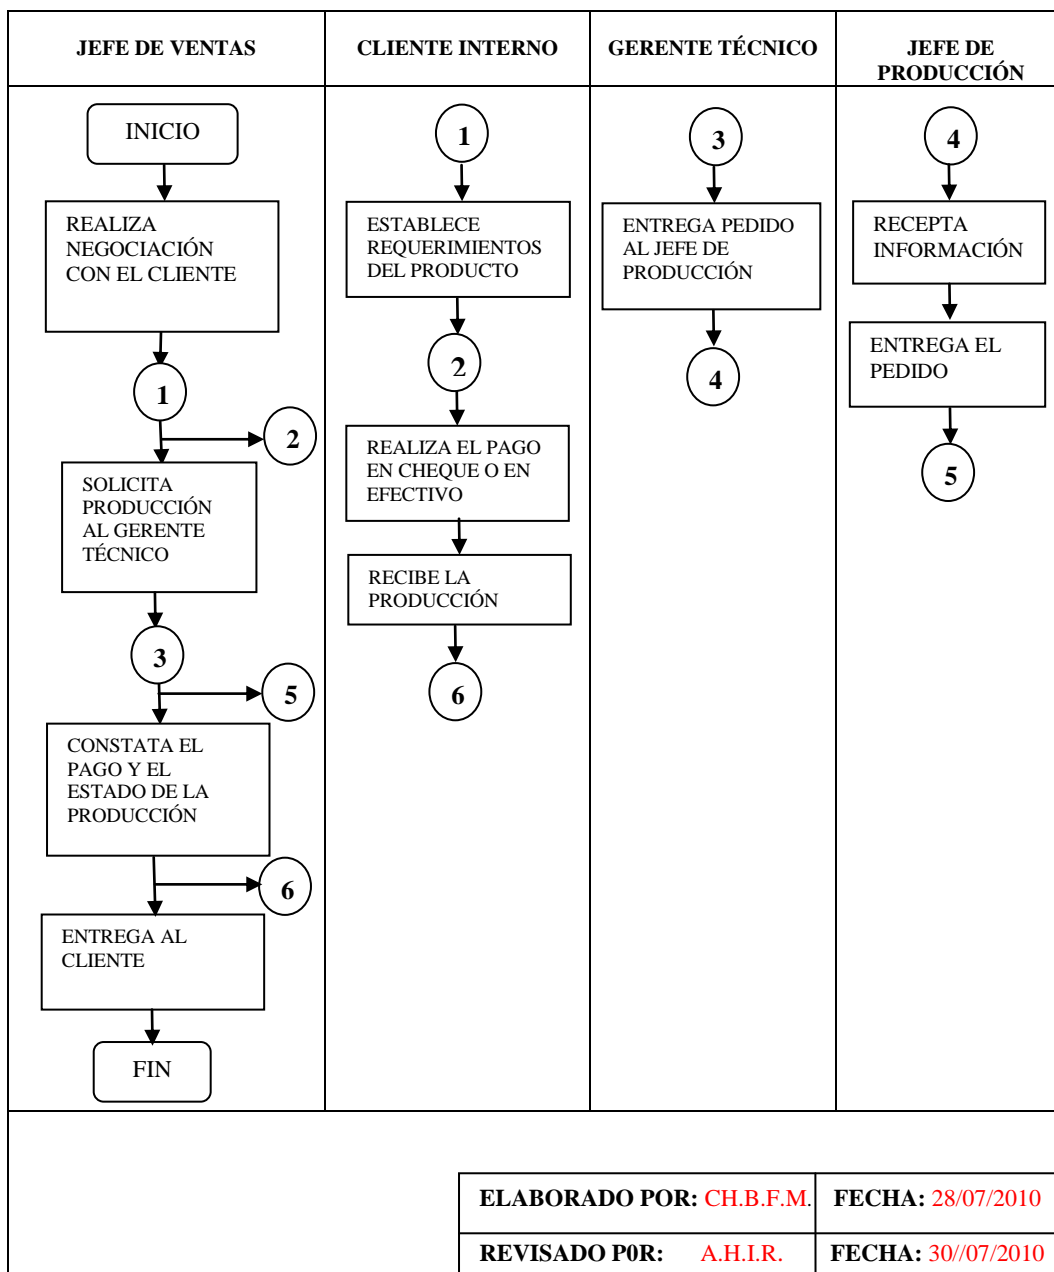 JEFE DE VENTAS
CLIENTE INTERNO
GERENTE TÉCNICO
JEFE DE
PRODUCCIÓN
INICIO
REALIZA
NEGOCIACIÓN
CON EL CLIENTE
1
2
SOLICITA
PRODUCCIÓN
AL GERENTE
TÉCNICO
3
5
CONSTATA EL
PAGO Y EL
ESTADO DE LA
PRODUCCIÓN
6
ENTREGA AL
CLIENTE
FIN
1
ESTABLECE
REQUERIMIENTOS
DEL PRODUCTO
2
REALIZA EL PAGO
EN CHEQUE O EN
EFECTIVO
RECIBE LA
PRODUCCIÓN
6
3
ENTREGA PEDIDO
AL JEFE DE
PRODUCCIÓN
4
4
RECEPTA
INFORMACIÓN
ENTREGA EL
PEDIDO
5
ELABORADO POR: CH.B.F.M. FECHA: 28/07/2010
REVISADO P0R: A.H.I.R. FECHA: 30//07/2010